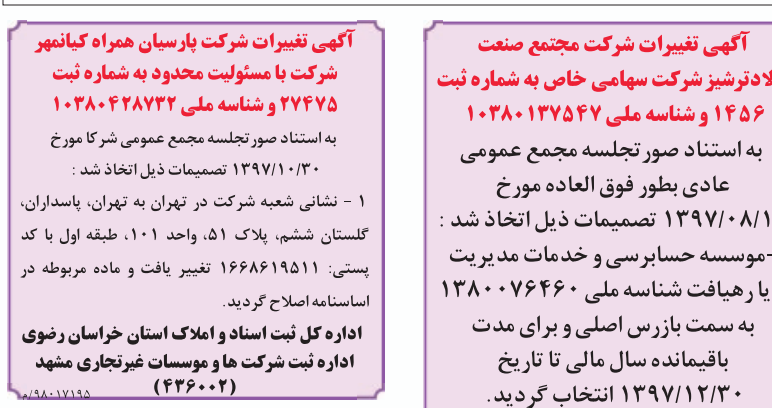 آگهی تغییرات شرکت مجتمع صنعت
شرکت سهامی خاص به شماره ثبت
۱۴۵۶ و شناسه ملی ۱۰۳۸۰۱۳۷۵۴۷
به استناد صورتجلسه مجمع عمومی
عادی بطور فوق العاده مورخ
تصمیمات ذیل اتخاذ شد :
-موسسه حسابرسی و خدمات مدیریت
رهیافت شناسه ملی
به سمت بازرس اصلی و برای مدت
باقیمانده سال مالی تا تاریخ
۱۳۹۷/۱۲/۳۰ انتخاب گردید.
آگهی تغییرات شرکت پارسیان همراه کیانمهر
شرکت با مسئولیت محدود به شماره ثبت
۲۷۴۷۵ و شناسه ملی ۱۰۳۸۰۴۲۸۷۳۲
به استناد صورتجلسه مجمع عمومی شرکا مورخ
۱۳۹۷/۱۰/۳۰ تصمیمات ذیل اتخاذ شد :
۱ - نشانی شعبه شرکت در تهران به تهران، پاسداران،
گلستان ششم، پلاک ۵۱، واحد ۱۰۱، طبقه اول با کد
پستی: ۱۶۶۸۶۱۹۵۱۱ تغییر یافت و ماده مربوطه در
اساسنامه اصلاح گردید.
اداره کل ثبت اسناد و املاک استان خراسان رضوی
اداره ثبت شرکت ها و موسسات غیرتجاری مشهد
(۴۳۶۰۰۲)
۹۸۰۱۷۱۹۵/م